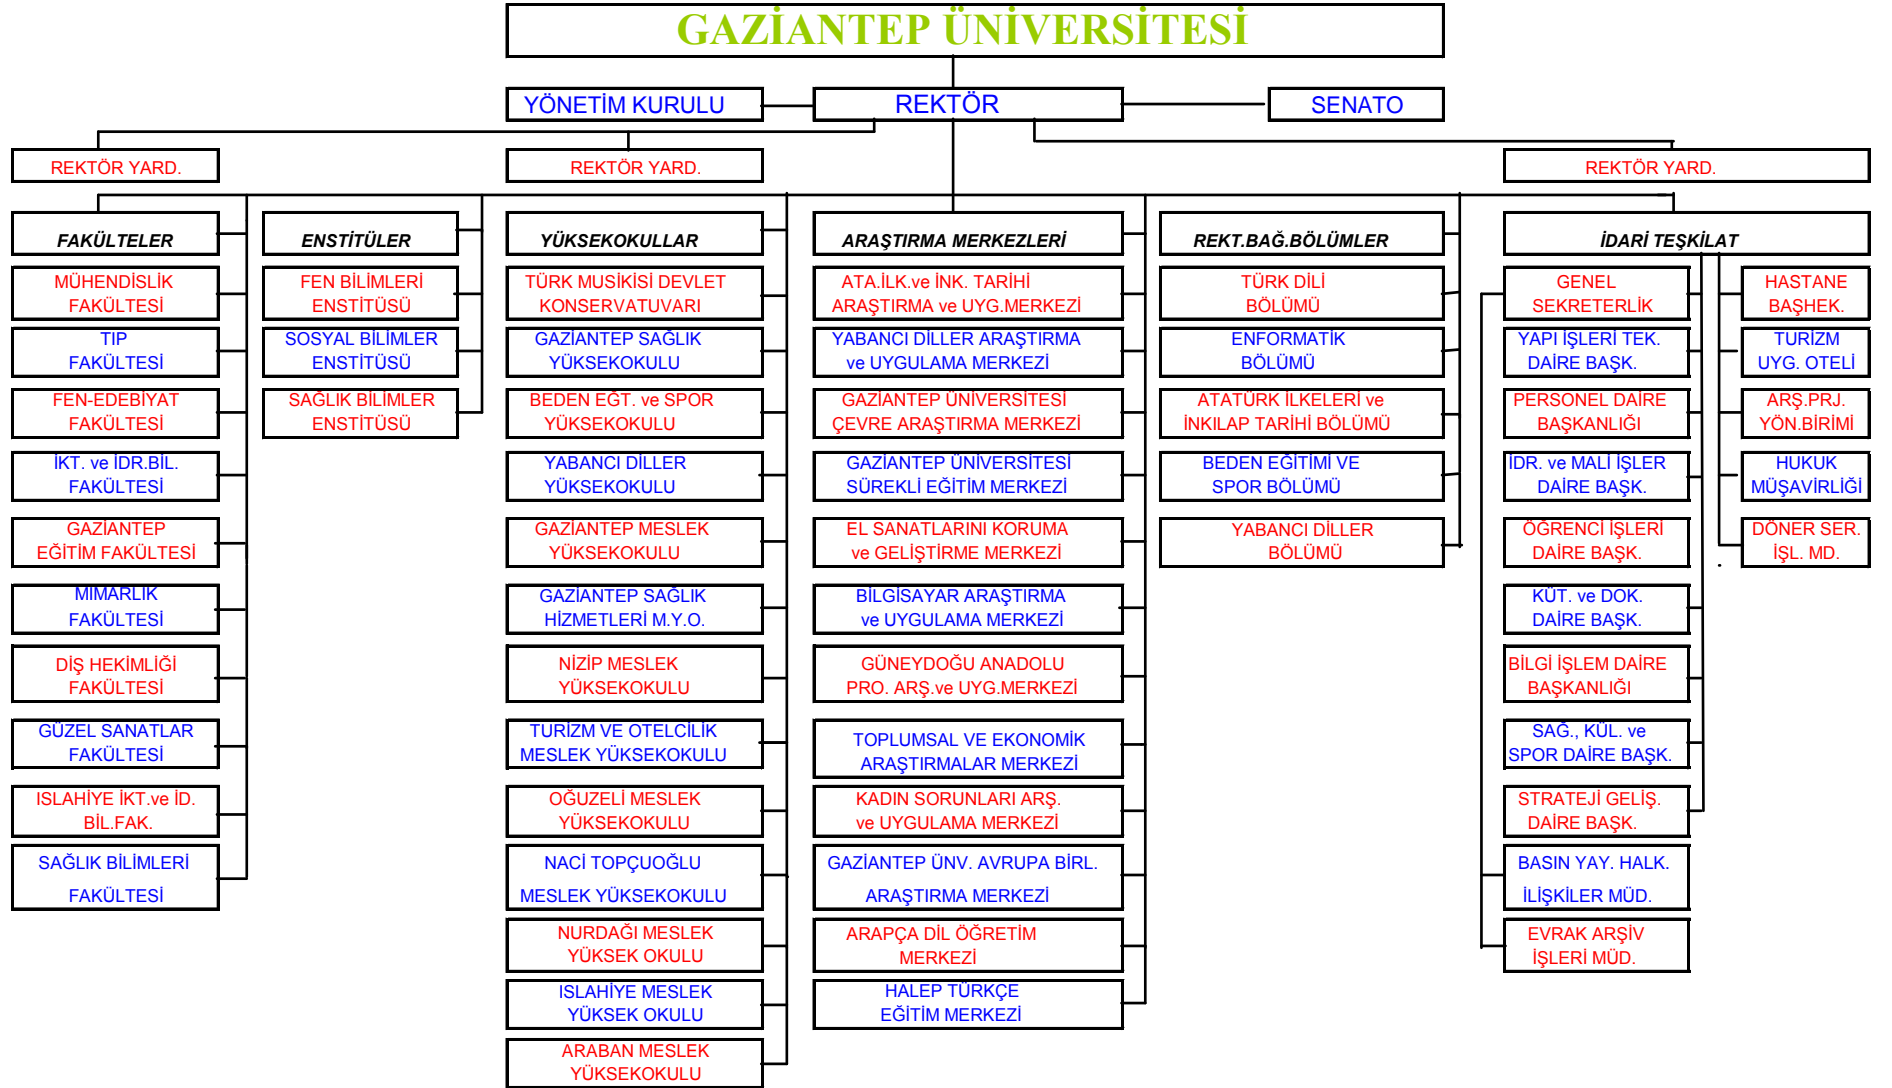 GAZİANTEP ÜNİVERSİTESİ
YÖNETİM KURULU
REKTÖR
SENATO
REKTÖR YARD.
REKTÖR YARD.
REKTÖR YARD.
FAKÜLTELER
MÜHENDİSLİK
FAKÜLTESİ
TIP
FAKÜLTESİ
FEN-EDEBİYAT
FAKÜLTESİ
İKT. ve İDR.BİL.
FAKÜLTESİ
GAZİANTEP
EĞİTİM FAKÜLTESİ
MİMARLIK
FAKÜLTESİ
DİŞ HEKİMLİĞİ
FAKÜLTESİ
GÜZEL SANATLAR
FAKÜLTESİ
ISLAHİYE İKT.ve İD.
BİL.FAK.
SAĞLIK BİLİMLERİ
FAKÜLTESİ
ENSTİTÜLER
FEN BİLİMLERİ
ENSTİTÜSÜ
SOSYAL BİLİMLER
ENSTİTÜSÜ
SAĞLIK BİLİMLER
ENSTİTÜSÜ
YÜKSEKOKULLAR
TÜRK MUSIKİSİ DEVLET
KONSERVATUVARI
GAZİANTEP SAĞLIK
YÜKSEKOKULU
BEDEN EĞT. ve SPOR
YÜKSEKOKULU
YABANCI DİLLER
YÜKSEKOKULU
GAZİANTEP MESLEK
YÜKSEKOKULU
GAZİANTEP SAĞLIK
HİZMETLERİ M.Y.O.
NİZİP MESLEK
YÜKSEKOKULU
TURİZM VE OTELCİLİK
MESLEK YÜKSEKOKULU
OĞUZELİ MESLEK
YÜKSEKOKULU
NACİ TOPÇUOĞLU
MESLEK YÜKSEKOKULU
NURDAĞI MESLEK
YÜKSEK OKULU
ISLAHİYE MESLEK
YÜKSEK OKULU
ARABAN MESLEK
YÜKSEKOKULU
ARAŞTIRMA MERKEZLERİ
ATA.İLK.ve İNK. TARİHİ
ARAŞTIRMA ve UYG.MERKEZİ
YABANCI DİLLER ARAŞTIRMA
ve UYGULAMA MERKEZİ
GAZİANTEP ÜNİVERSİTESİ
ÇEVRE ARAŞTIRMA MERKEZİ
GAZİANTEP ÜNİVERSİTESİ
SÜREKLİ EĞİTİM MERKEZİ
EL SANATLARINI KORUMA
ve GELİŞTİRME MERKEZİ
BİLGİSAYAR ARAŞTIRMA
ve UYGULAMA MERKEZİ
GÜNEYDOĞU ANADOLU
PRO. ARŞ.ve UYG.MERKEZİ
TOPLUMSAL VE EKONOMİK
ARAŞTIRMALAR MERKEZİ
KADIN SORUNLARI ARŞ.
ve UYGULAMA MERKEZİ
GAZİANTEP ÜNV. AVRUPA BİRL.
ARAŞTIRMA MERKEZİ
ARAPÇA DİL ÖĞRETİM
MERKEZİ
HALEP TÜRKÇE
EĞİTİM MERKEZİ
REKT.BAĞ.BÖLÜMLER
TÜRK DİLİ
BÖLÜMÜ
ENFORMATİK
BÖLÜMÜ
ATATÜRK İLKELERİ ve
İNKILAP TARİHİ BÖLÜMÜ
BEDEN EĞİTİMİ VE
SPOR BÖLÜMÜ
YABANCI DİLLER
BÖLÜMÜ
İDARİ TEŞKİLAT
GENEL
SEKRETERLİK
YAPI İŞLERİ TEK.
DAİRE BAŞK.
PERSONEL DAİRE
BAŞKANLIĞI
İDR. ve MALİ İŞLER
DAİRE BAŞK.
ÖĞRENCİ İŞLERİ
DAİRE BAŞK.
KÜT. ve DOK.
DAİRE BAŞK.
BİLGİ İŞLEM DAİRE
BAŞKANLIĞI
SAĞ., KÜL. ve
SPOR DAİRE BAŞK.
STRATEJİ GELİŞ.
DAİRE BAŞK.
BASIN YAY. HALK.
İLİŞKİLER MÜD.
EVRAK ARŞİV
İŞLERİ MÜD.
HASTANE
BAŞHEK.
TURİZM
UYG. OTELİ
ARŞ.PRJ.
YÖN.BİRİMİ
HUKUK
MÜŞAVİRLİĞİ
DÖNER SER.
İŞL. MD.